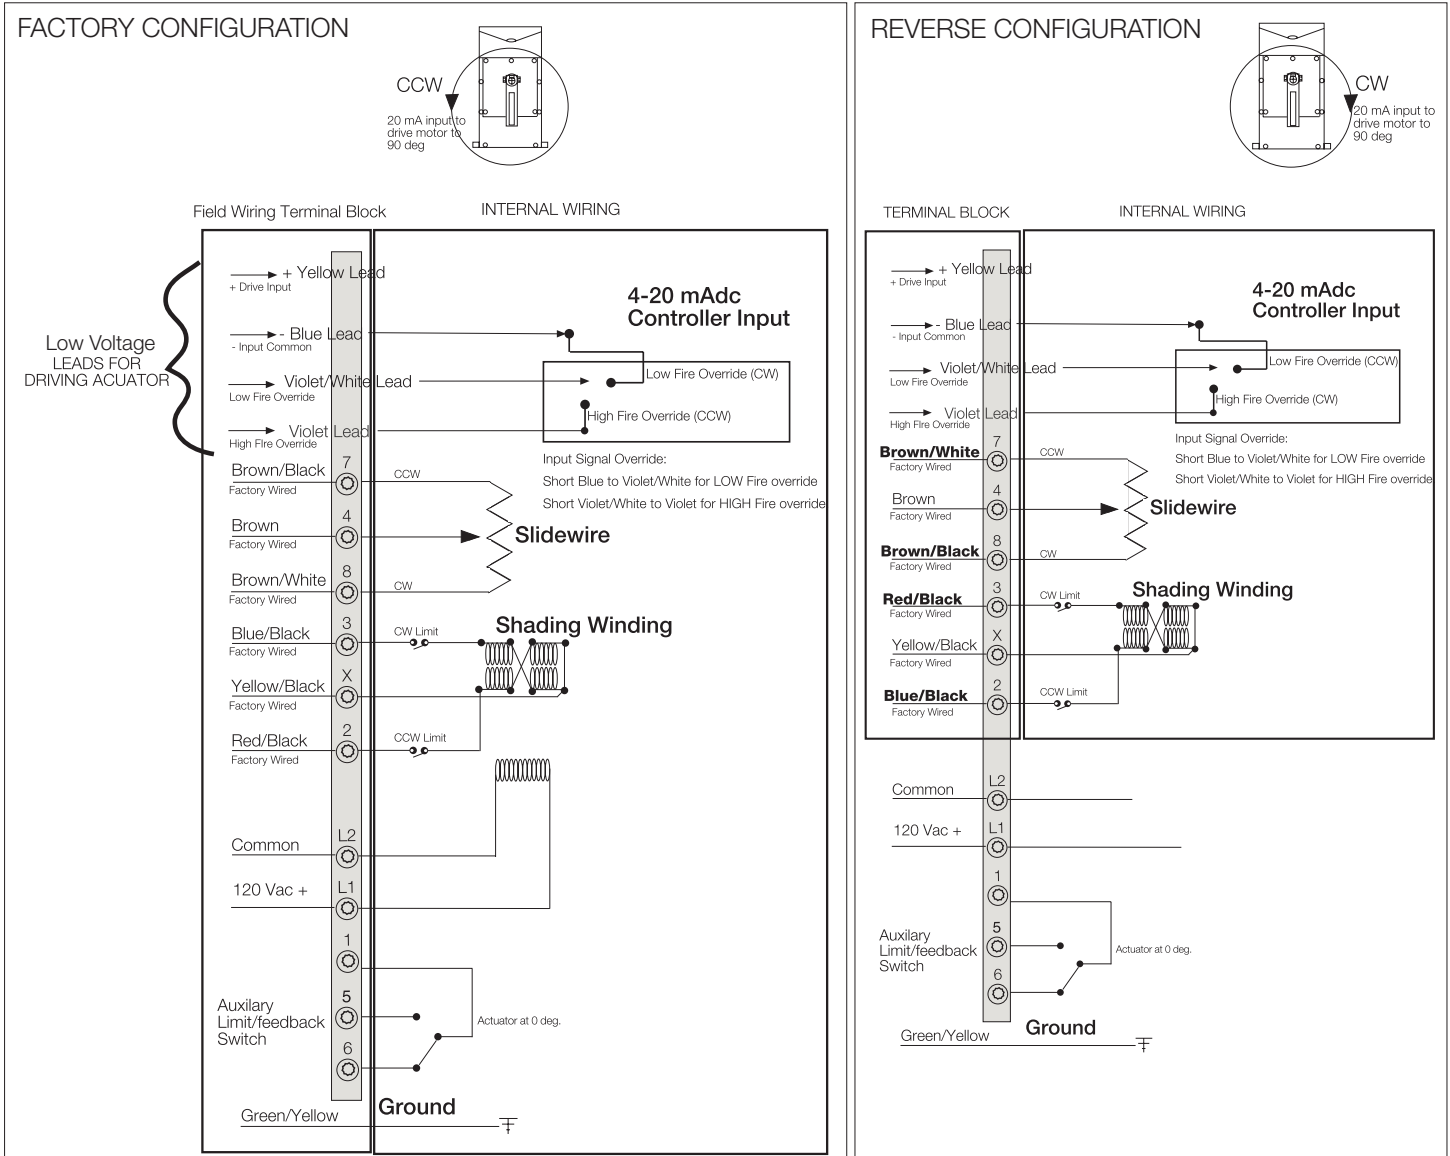 FACTORY CONFIGURATION
CCW
20 mA input to
drive motor to
90 deg
Field Wiring Terminal Block
INTERNAL WIRING
Low Voltage
LEADS FOR
DRIVING ACUATOR
+ Yellow Lead
+ Drive Input
- Blue Lead
- Input Common
Violet/White Lead
Low Fire Override
Violet Lead
High FIre Override
4-20 mAdc
Controller Input
Low Fire Override (CW)
High Fire Override (CCW)
Input Signal Override:
Short Blue to Violet/White for LOW Fire override
Short Violet/White to Violet for HIGH Fire override
Brown/Black
Factory Wired
7
CCW
Brown
Factory Wired
4
Slidewire
Brown/White
Factory Wired
8
CW
Blue/Black
Factory Wired
3
CW Limit
Shading Winding
Yellow/Black
Factory Wired
X
Red/Black
Factory Wired
2
CCW Limit
Common
L2
120 Vac +
L1
1
Auxilary
Limit/feedback
Switch
5
6
Actuator at 0 deg.
Green/Yellow
Ground
REVERSE CONFIGURATION
CW
20 mA input to
drive motor to
90 deg
TERMINAL BLOCK
INTERNAL WIRING
+ Yellow Lead
+ Drive Input
- Blue Lead
- Input Common
Violet/White Lead
Low Fire Override
Violet Lead
High FIre Override
4-20 mAdc
Controller Input
Low Fire Override (CCW)
High Fire Override (CW)
Input Signal Override:
Short Blue to Violet/White for LOW Fire override
Short Violet/White to Violet for HIGH Fire override
Brown/White
Factory Wired
7
CCW
Brown
Factory Wired
4
Slidewire
Brown/Black
Factory Wired
8
CW
Red/Black
Factory Wired
3
CW Limit
Shading Winding
Yellow/Black
Factory Wired
X
Blue/Black
Factory Wired
2
CCW Limit
Common
L2
120 Vac +
L1
1
Auxilary
Limit/feedback
Switch
5
6
Actuator at 0 deg.
Green/Yellow
Ground